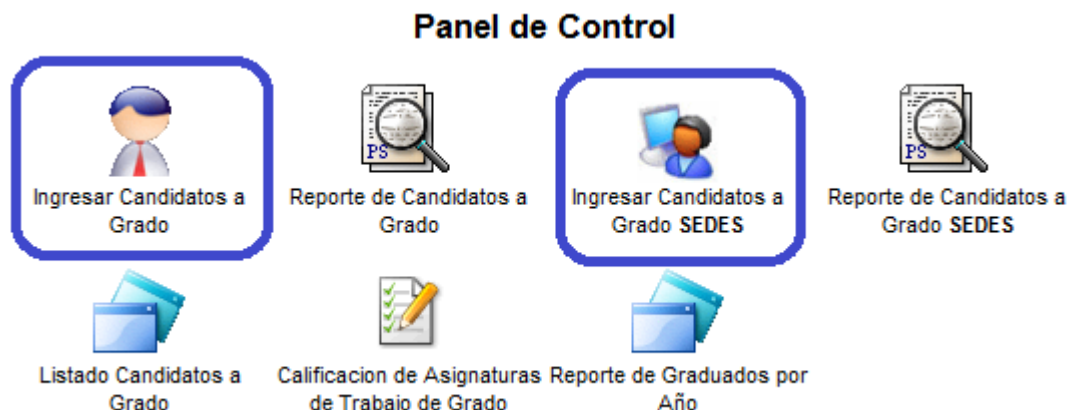 Panel de Control
PS
Ingresar Candidatos a
Grado
Reporte de Candidatos a
Grado
Ingresar Candidatos a
Grado SEDES
PS
Reporte de Candidatos a
Grado SEDES
Listado Candidatos a
Grado
Calificacion de Asignaturas
de Trabajo de Grado
Reporte de Graduados por
Año